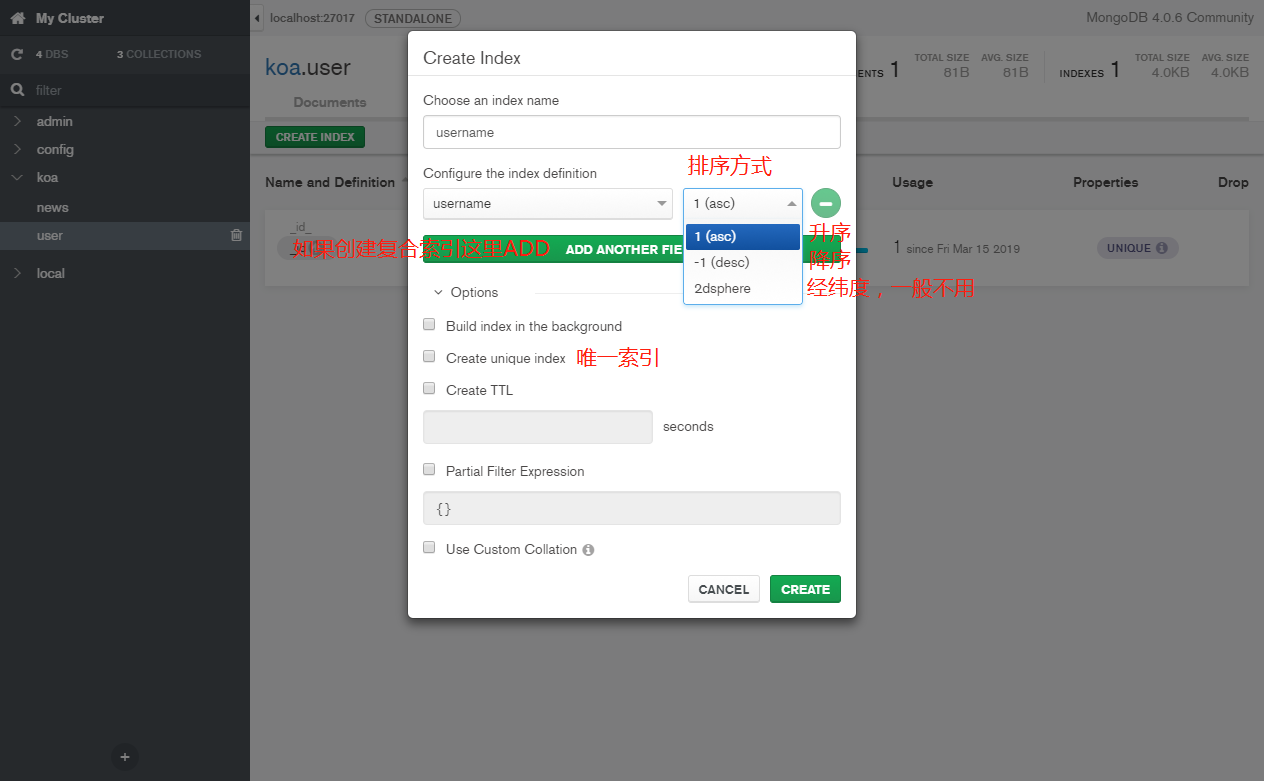 My Cluster
4 DBS 3 COLLECTIONS
filter
admin
config
koa
news
user
local
localhost:27017 STANDALONE
MongoDB 4.0.6 Community
koa.user
ENTS 1 TOTAL SIZE 81B AVG. SIZE 81B INDEXES 1 TOTAL SIZE 4.0KB AVG. SIZE 4.0KB
Documents
CREATE INDEX
Name and Definition Usage Properties Drop
_id_
1 since Fri Mar 15 2019 UNIQUE
Create Index
Choose an index name
username
Configure the index definition 排序方式
username 1 (asc)
如果创建复合索引这里ADD ADD ANOTHER FIE
1 (asc) 升序
-1 (desc) 降序
2dsphere 经纬度，一般不用
Options
Build index in the background
Create unique index 唯一索引
Create TTL
seconds
Partial Filter Expression
{}
Use Custom Collation
CANCEL CREATE